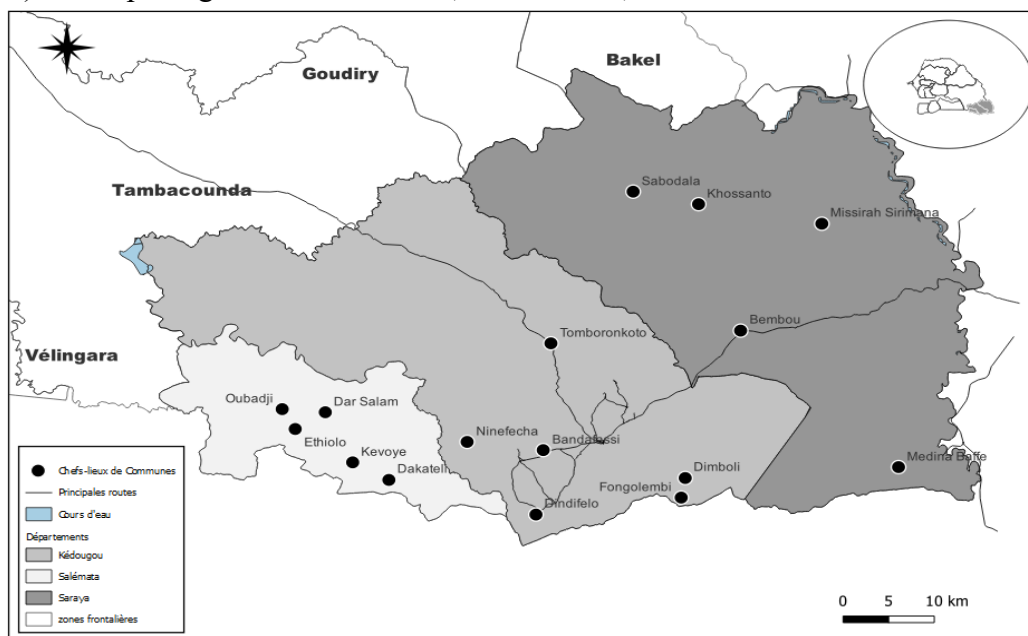 Goudiry
Bakel
Tambacounda
Vélingara
Sabodala
Khossanto
Missirah Sirimana
Bembou
Tomboronkoto
Oubadji
Dar Salam
Ethiolo
Kevoye
Ninefecha
Bandafassi
Dimboli
Fongolembi
Dindifelo
Medina Baffe
Chefs-lieux de Communes
Principales routes
Cours d'eau
Départements
Kédougou
Salémata
Saraya
zones frontalières
0 5 10 km